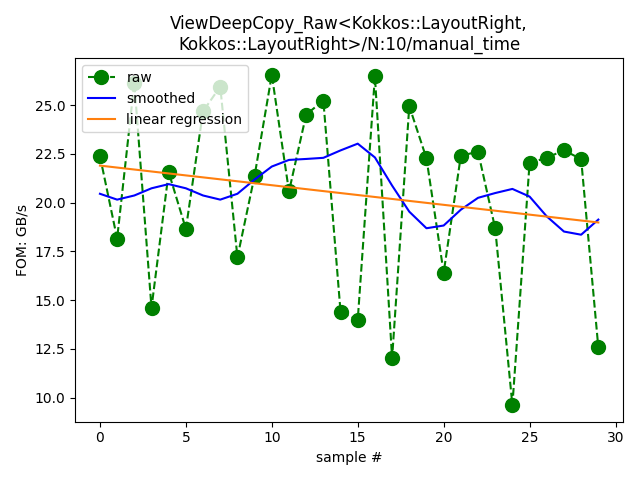 ViewDeepCopy_Raw<Kokkos::LayoutRight,
Kokkos::LayoutRight>/N:10/manual_time
raw
smoothed
linear regression
FOM: GB/s
25.0
22.5
20.0
17.5
15.0
12.5
10.0
0
5
10
15
20
25
30
sample #